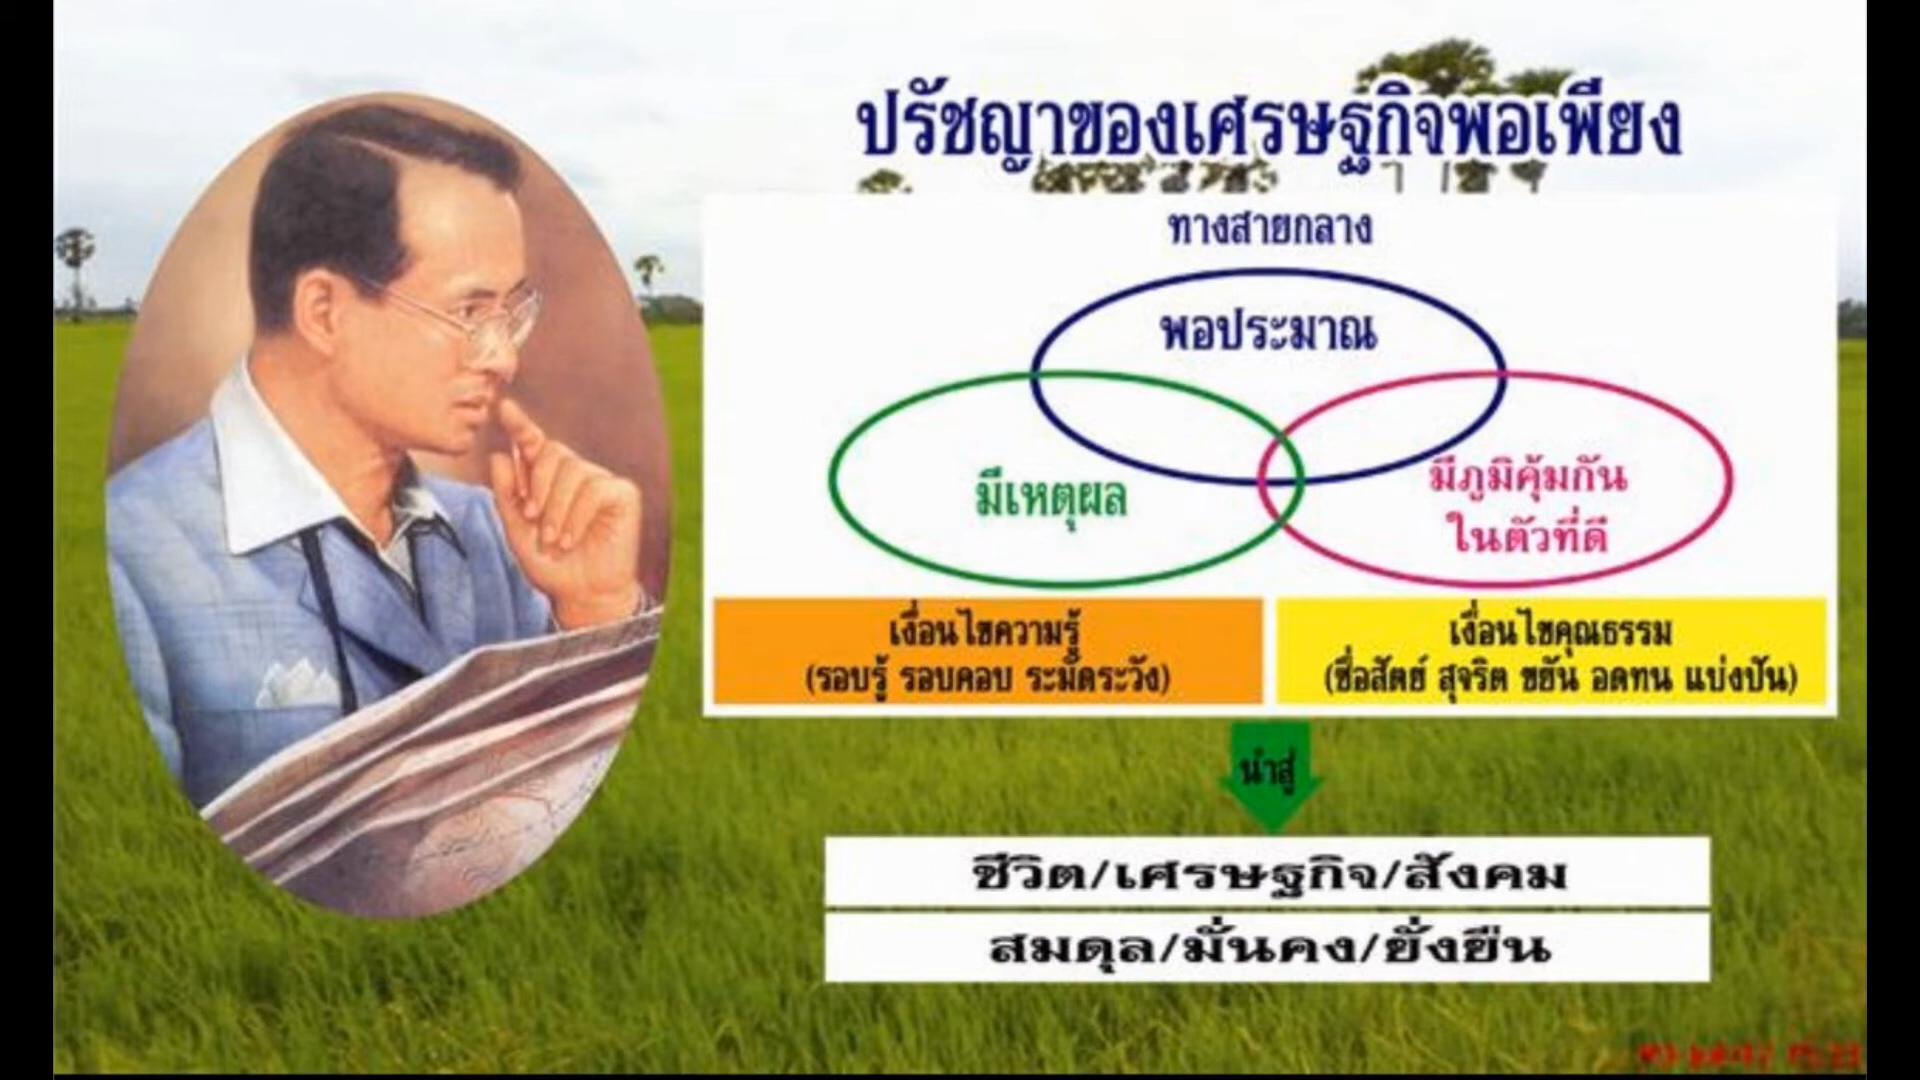 ปรัชญาของเศรษฐกิจพอเพียง
ทางสายกลาง
พอประมาณ
มีเหตุผล
มีภูมิคุ้มกัน
ในตัวที่ดี
เงื่อนไขความรู้
(รอบรู้ รอบคอบ ระมัดระวัง)
เงื่อนไขคุณธรรม
(ซื่อสัตย์ สุจริต ขยัน อดทน แบ่งปัน)
นำสู่
ชีวิต/เศรษฐกิจ/สังคม
สมดุล/มั่นคง/ยั่งยืน